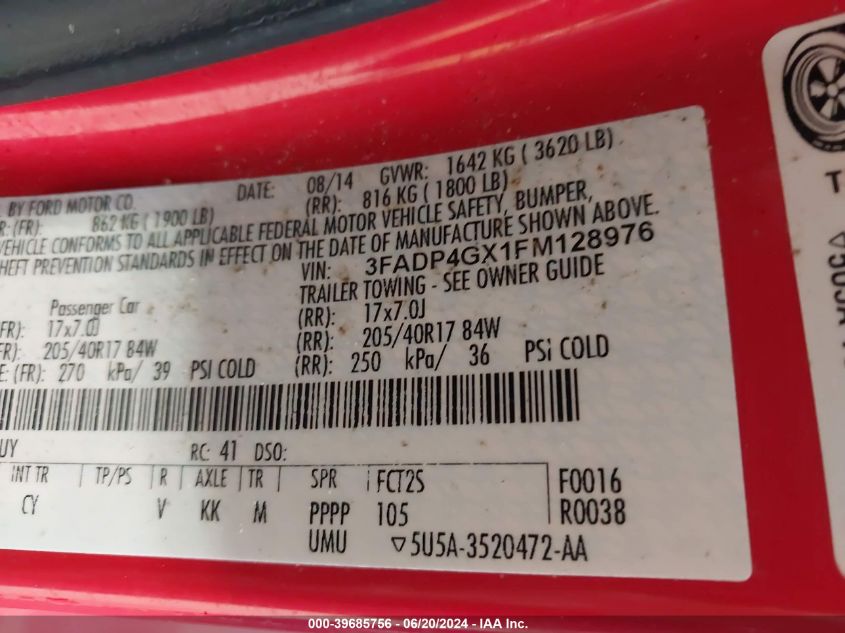 BY FORD MOTOR CO. DATE: 08/14 GVWR: 1642 KG ( 3620 LB)
(FR): 862 KG ( 1900 LB) (RR): 816 KG ( 1800 LB)
VEHICLE CONFORMS TO ALL APPLICABLE FEDERAL MOTOR VEHICLE SAFETY, BUMPER,
PREVENTION STANDARDS IN EFFECT ON THE DATE OF MANUFACTURE SHOWN ABOVE.
VIN: 3FADP4GX1FM128976
Passenger Car TRAILER TOWING - SEE OWNER GUIDE
(FR): 17x7.0J (RR): 17x7.0J
(FR): 205/40R17 84W (RR): 205/40R17 84W
(FR): 270 kPa/ 39 PSI COLD (RR): 250 kPa/ 36 PSI COLD
RC: 41 DSO:
INT TR TP/PS R AXLE TR SPR FCT2S F0016
CY V KK M PPPP 105 R0038
UMU ▽5U5A-3520472-AA
000-39685756 - 06/20/2024 - IAA Inc.